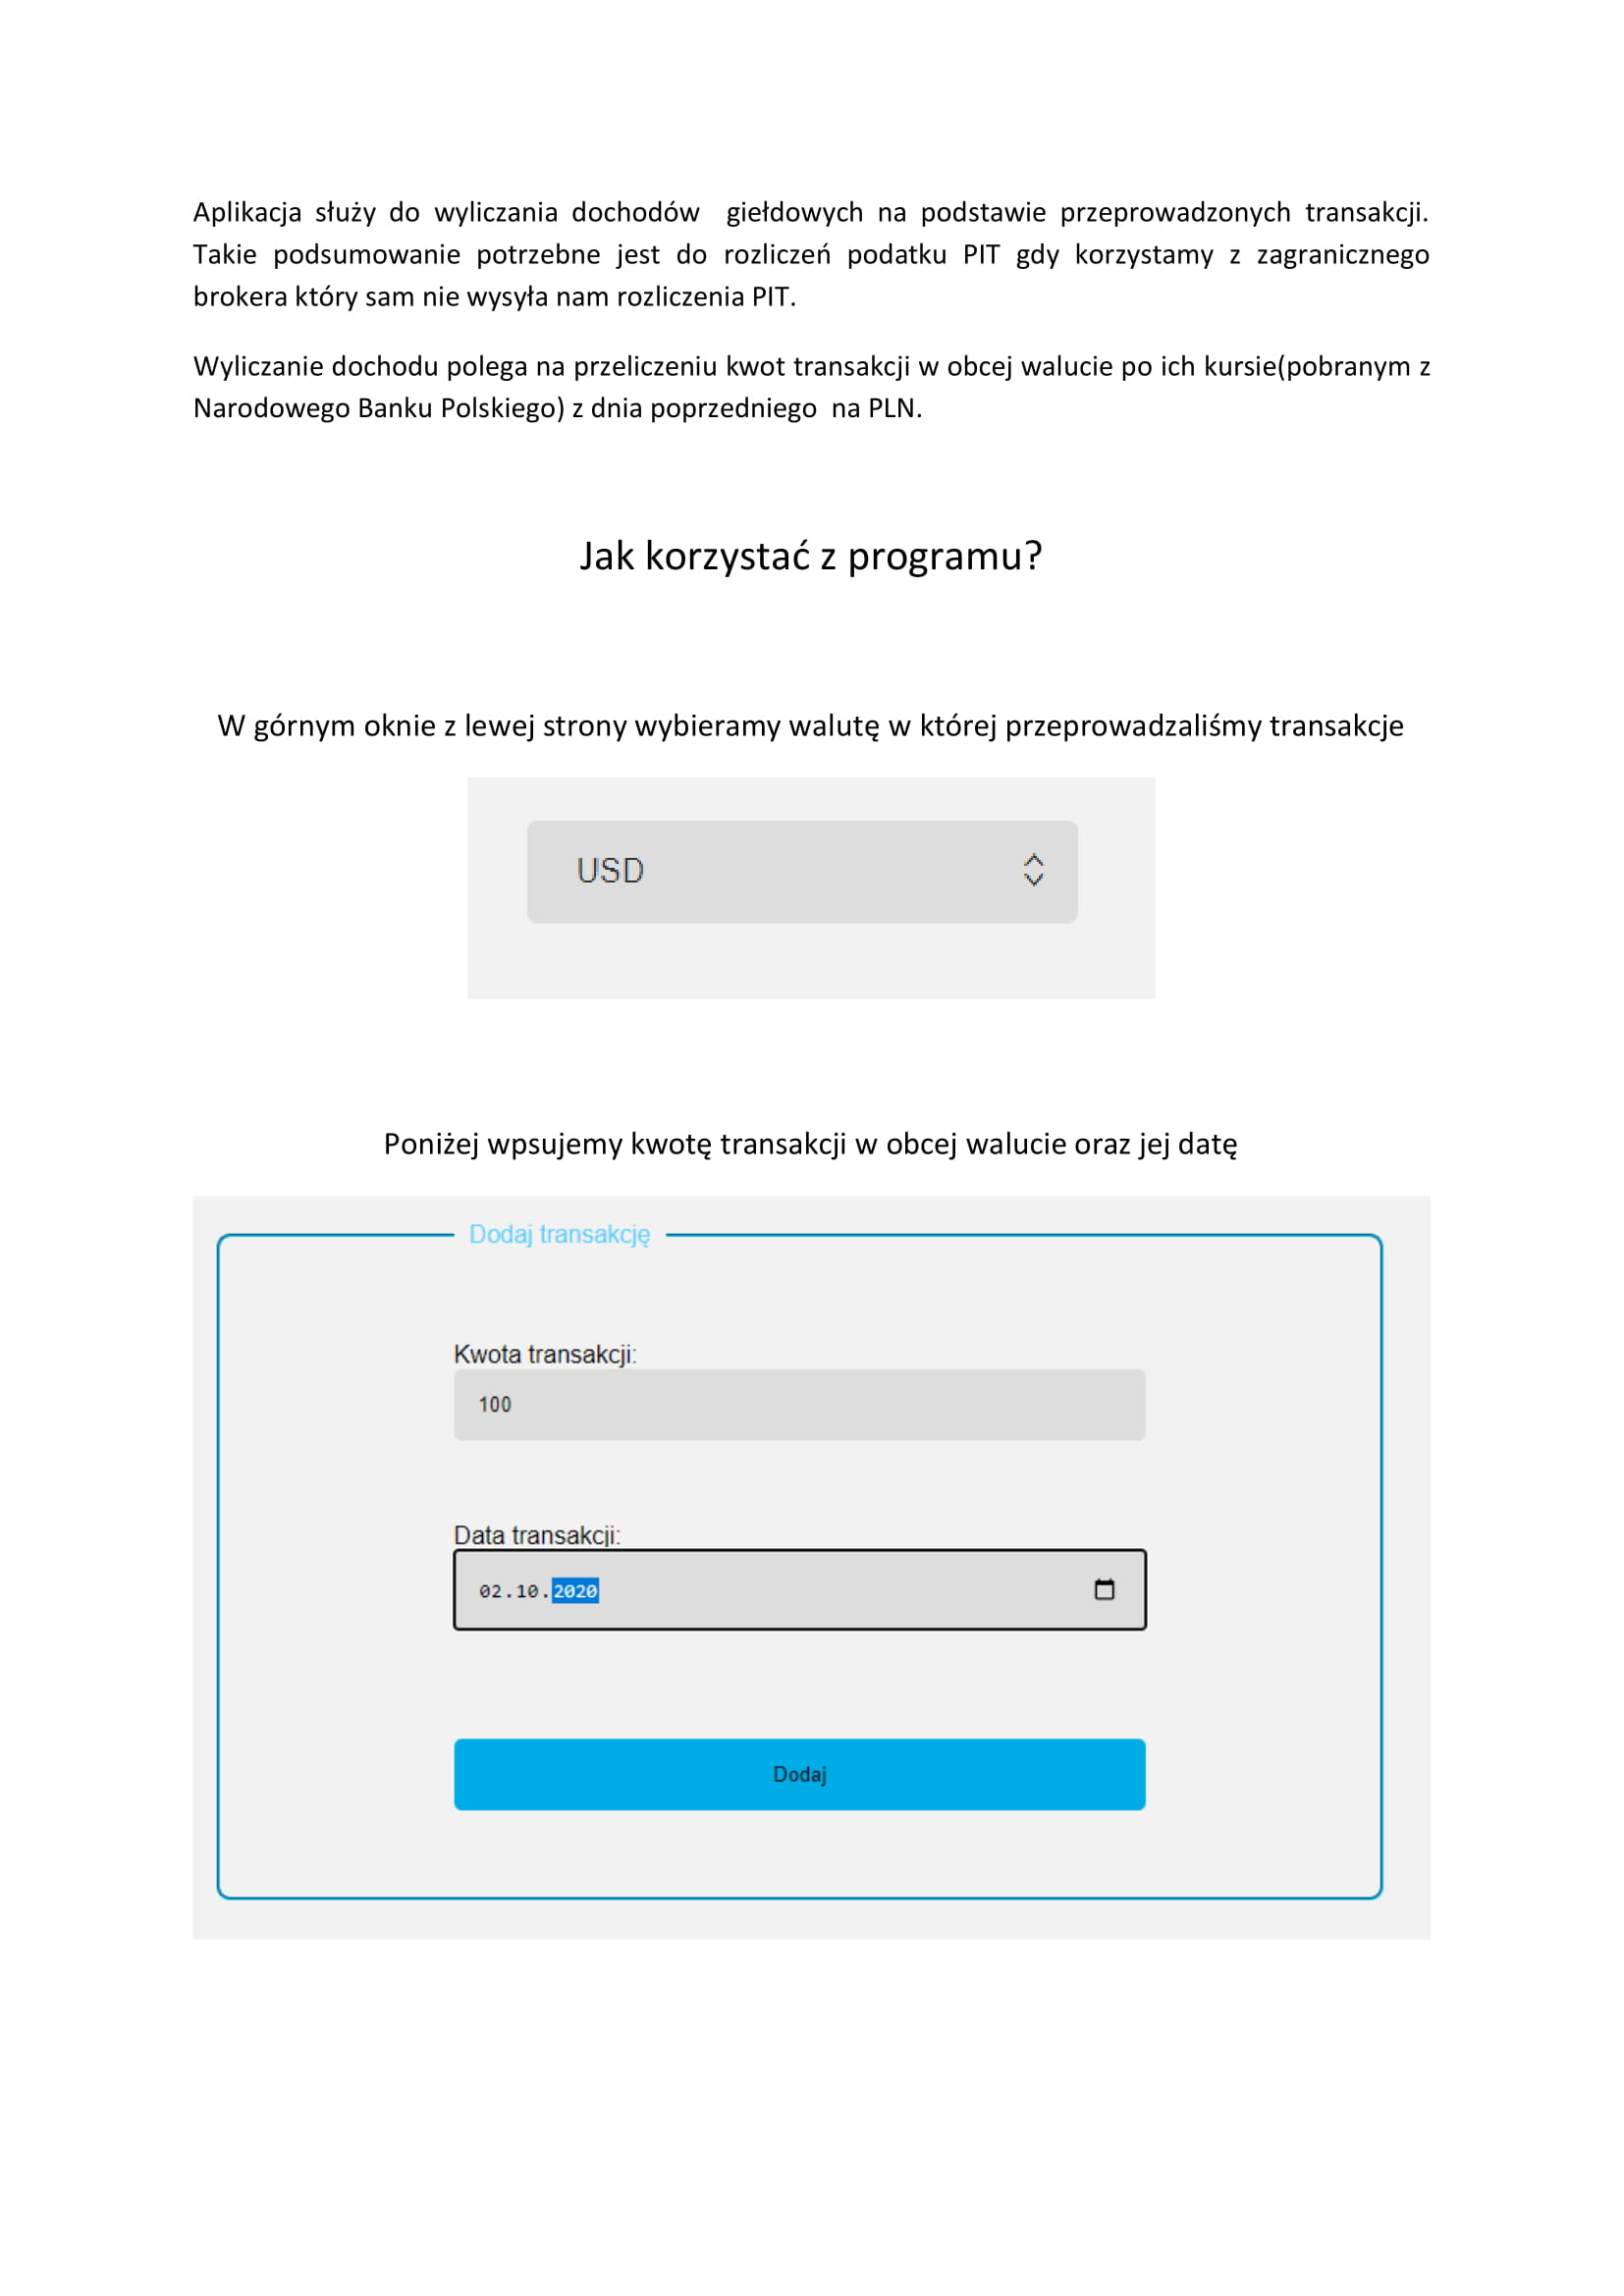 Aplikacja służy do wyliczania dochodów giełdowych na podstawie przeprowadzonych transakcji.
Takie podsumowanie potrzebne jest do rozliczeń podatku PIT gdy korzystamy z zagranicznego
brokera który sam nie wysyła nam rozliczenia PIT.
Wyliczanie dochodu polega na przeliczeniu kwot transakcji w obcej walucie po ich kursie(pobranym z
Narodowego Banku Polskiego) z dnia poprzedniego na PLN.
Jak korzystać z programu?
W górnym oknie z lewej strony wybieramy walutę w której przeprowadzaliśmy transakcje
USD
Poniżej wpsujemy kwotę transakcji w obcej walucie oraz jej datę
Dodaj transakcję
Kwota transakcji:
100
Data transakcji:
02.10.2020
Dodaj